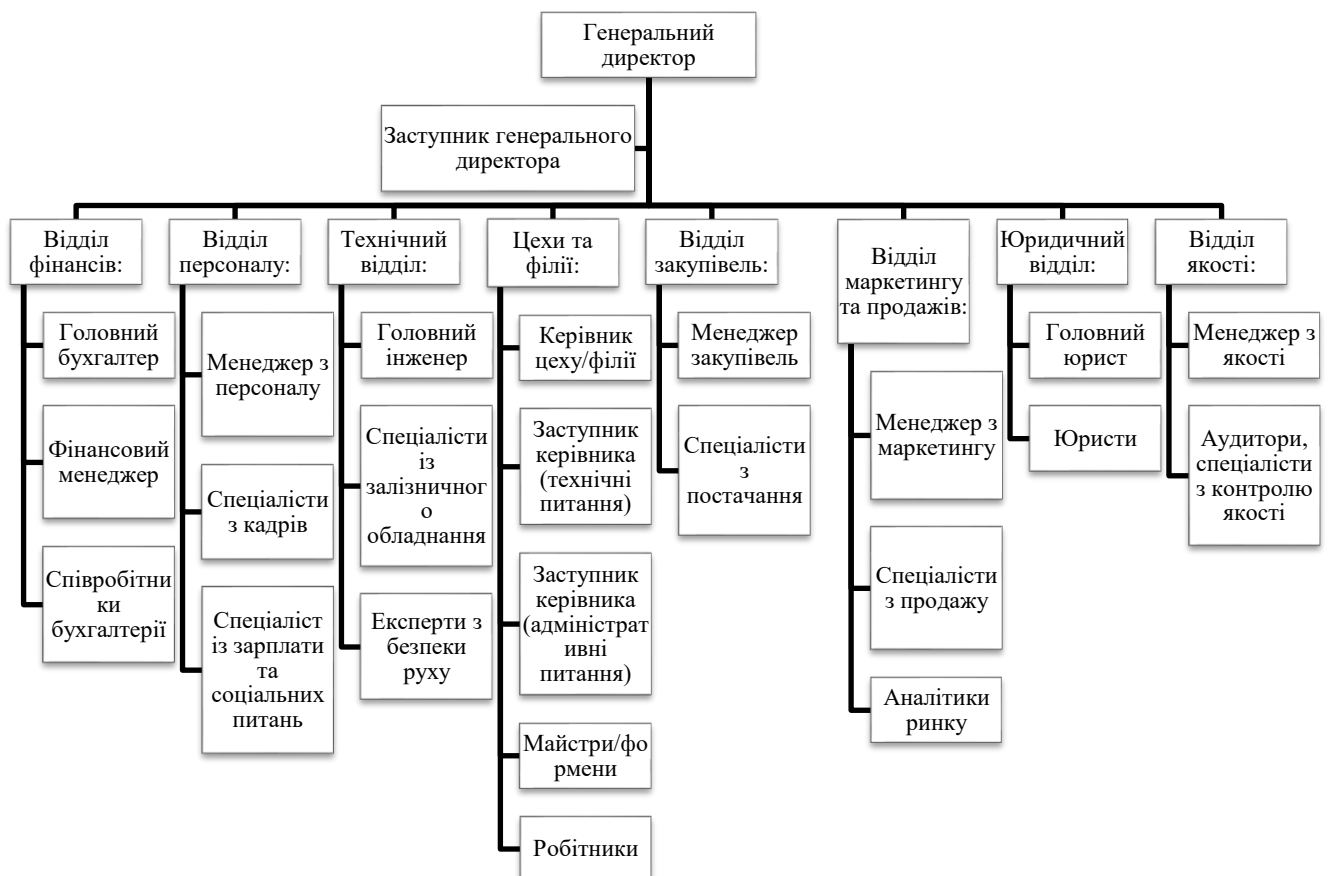 Генеральний
директор
Заступник генерального
директора
Відділ
фінансів:
Головний
бухгалтер
Фінансовий
менеджер
Співробітни
ки
бухгалтерії
Відділ
персоналу:
Менеджер з
персоналу
Спеціалісти
з кадрів
Спеціаліст
із зарплати
та
соціальних
питань
Технічний
відділ:
Головний
інженер
Спеціалісти
із
залізничног
о
обладнання
Експерти з
безпеки
руху
Цехи та
філії:
Керівник
цеху/філії
Заступник
керівника
(технічні
питання)
Заступник
керівника
(адміністрат
ивні
питання)
Майстри/фо
рмени
Робітники
Відділ
закупівель:
Менеджер
закупівель
Спеціалісти
з
постачання
Відділ
маркетингу
та продажів:
Менеджер з
маркетингу
Спеціалісти
з продажу
Аналітики
ринку
Юридичний
відділ:
Головний
юрист
Юристи
Відділ
якості:
Менеджер з
якості
Аудитори,
спеціалісти
з контролю
якості